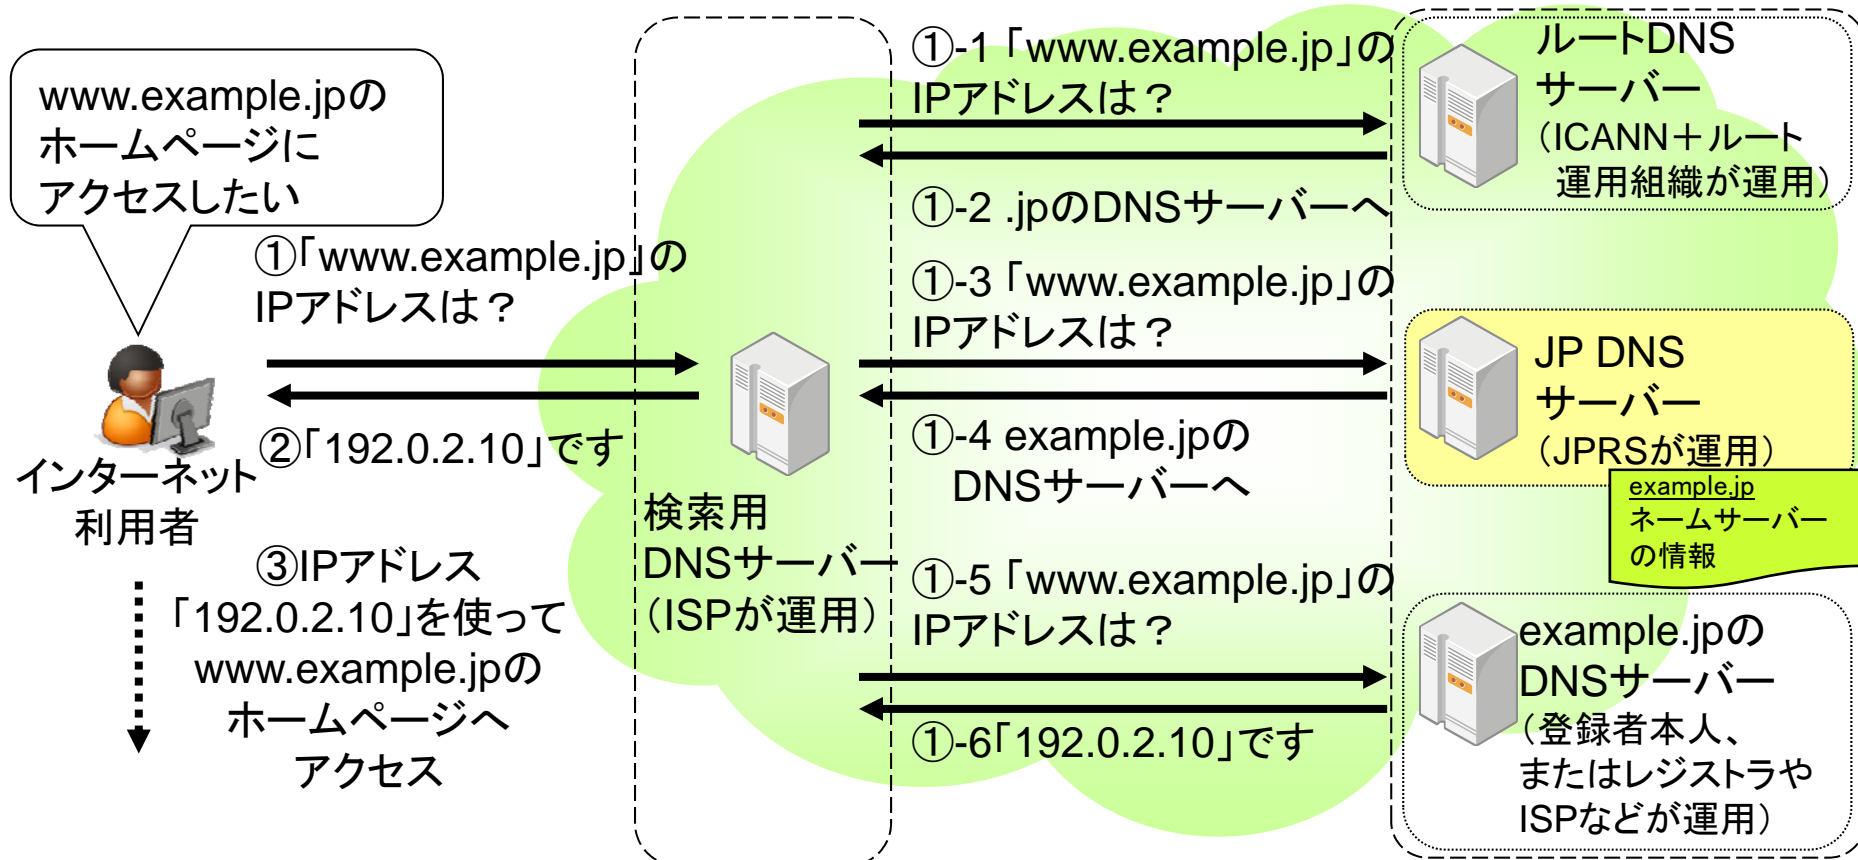 www.example.jpの
ホームページに
アクセスしたい
①「www.example.jp」の
IPアドレスは？
②「192.0.2.10」です
インターネット
利用者
③IPアドレス
「192.0.2.10」を使って
www.example.jpの
ホームページへ
アクセス
検索用
DNSサーバー
（ISPが運用）
①-1「www.example.jp」の
IPアドレスは？
①-2 .jpのDNSサーバーへ
①-3「www.example.jp」の
IPアドレスは？
①-4 example.jpの
DNSサーバーへ
①-5「www.example.jp」の
IPアドレスは？
①-6「192.0.2.10」です
ルートDNS
サーバー
（ICANN＋ルート
運用組織が運用）
JP DNS
サーバー
（JPRSが運用）
example.jp
ネームサーバー
の情報
example.jpの
DNSサーバー
（登録者本人、
またはレジストラや
ISPなどが運用）